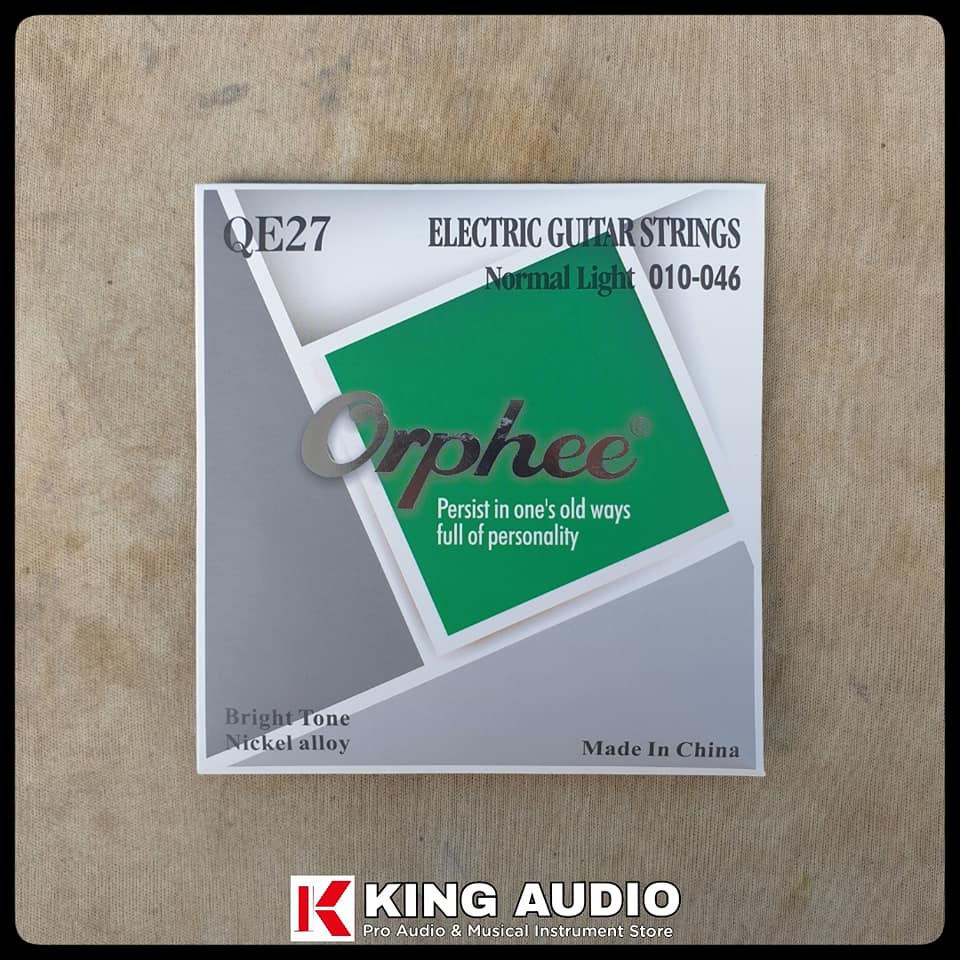 QE27
ELECTRIC GUITAR STRINGS
Normal Light 010-046
Orphee®
Persist in one's old ways
full of personality
Bright Tone
Nickel alloy
Made In China
KING AUDIO
Pro Audio & Musical Instrument Store